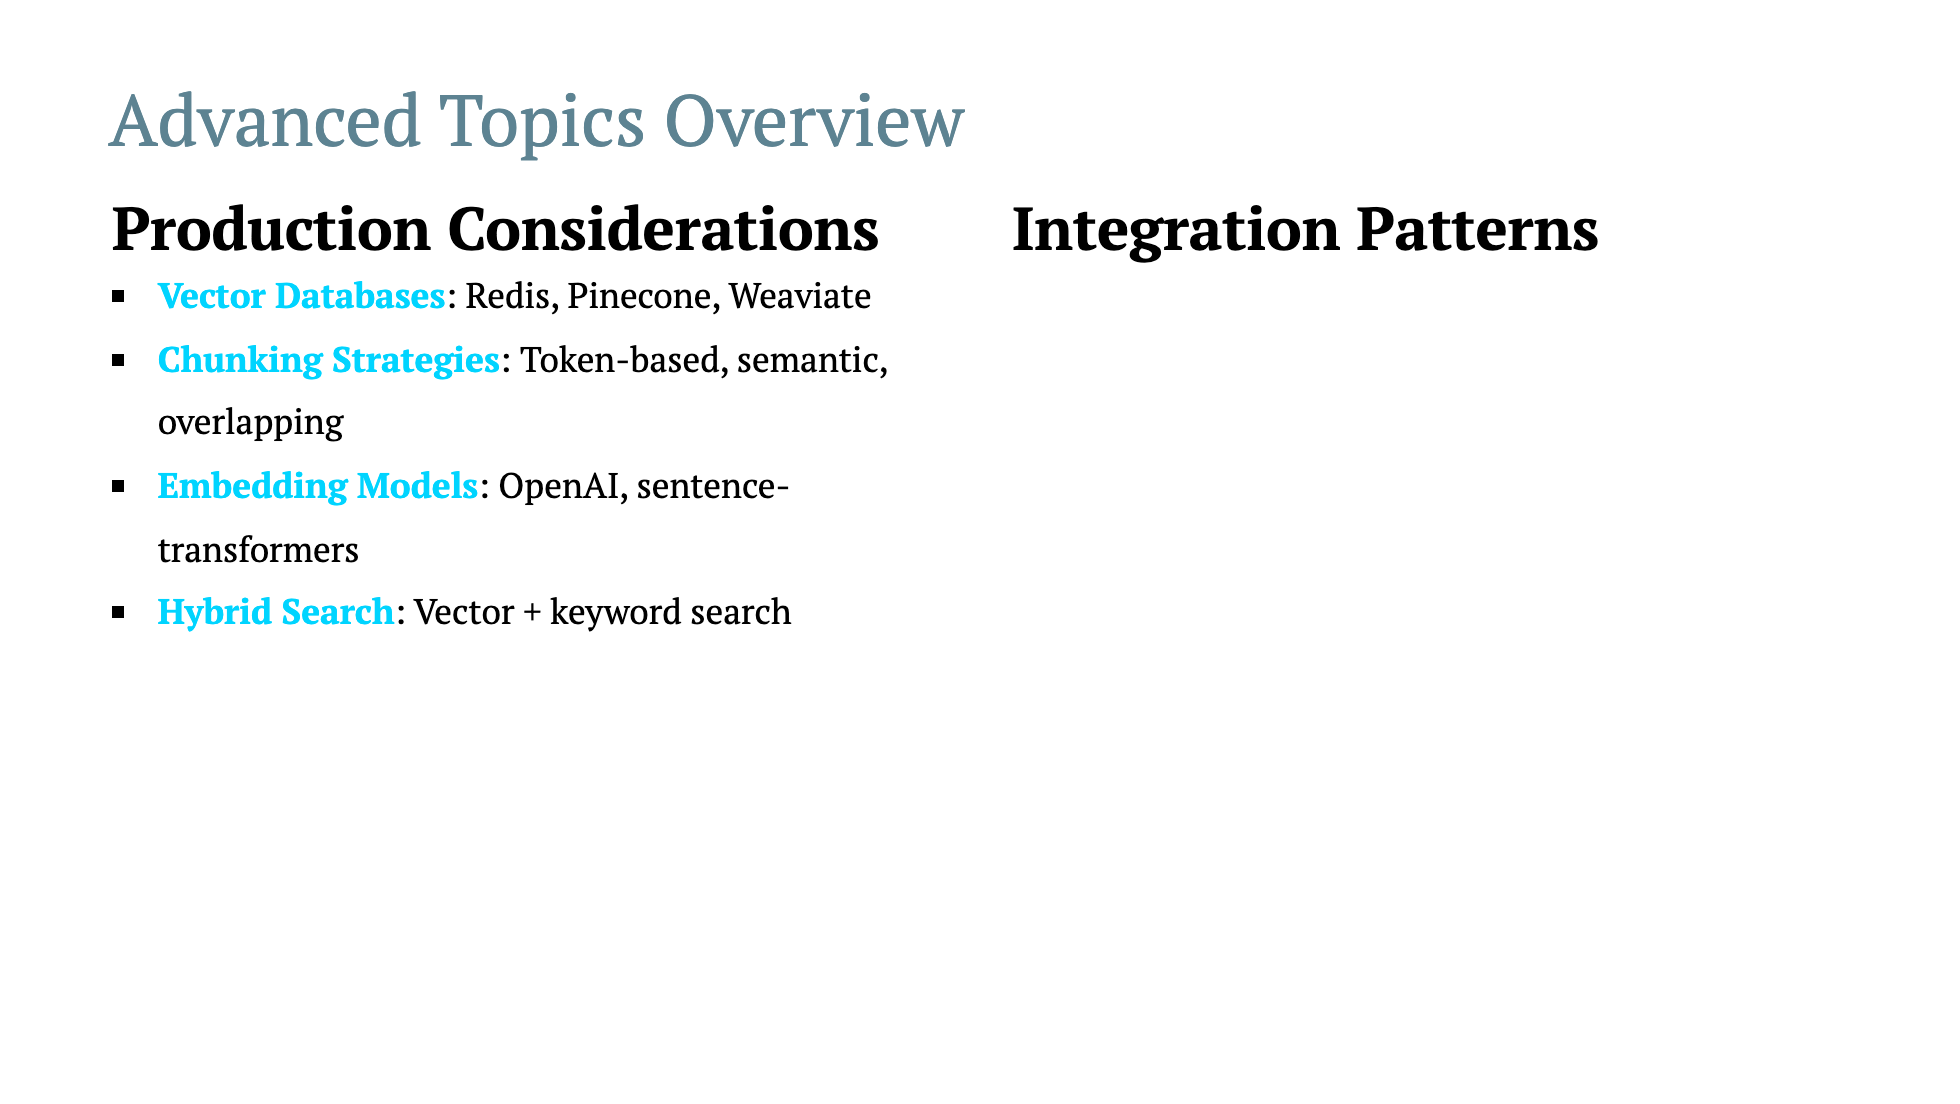 Advanced Topics Overview
Production Considerations
▪ Vector Databases: Redis, Pinecone, Weaviate
▪ Chunking Strategies: Token-based, semantic,
overlapping
▪ Embedding Models: OpenAI, sentence-
transformers
▪ Hybrid Search: Vector + keyword search
Integration Patterns